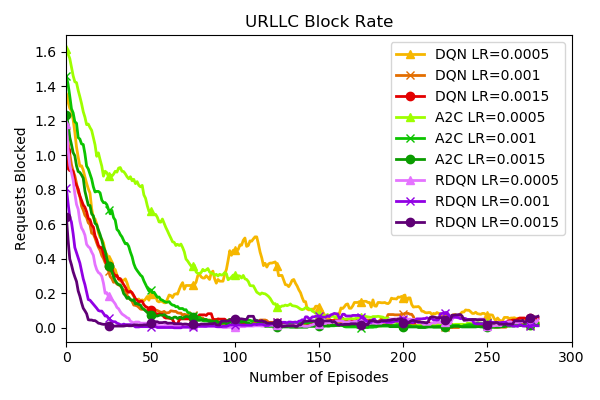 URLLC Block Rate
Requests Blocked
1.6
1.4
1.2
1.0
0.8
0.6
0.4
0.2
0.0
DQN LR=0.0005
DQN LR=0.001
DQN LR=0.0015
A2C LR=0.0005
A2C LR=0.001
A2C LR=0.0015
RDQN LR=0.0005
RDQN LR=0.001
RDQN LR=0.0015
0 50 100 150 200 250 300
Number of Episodes